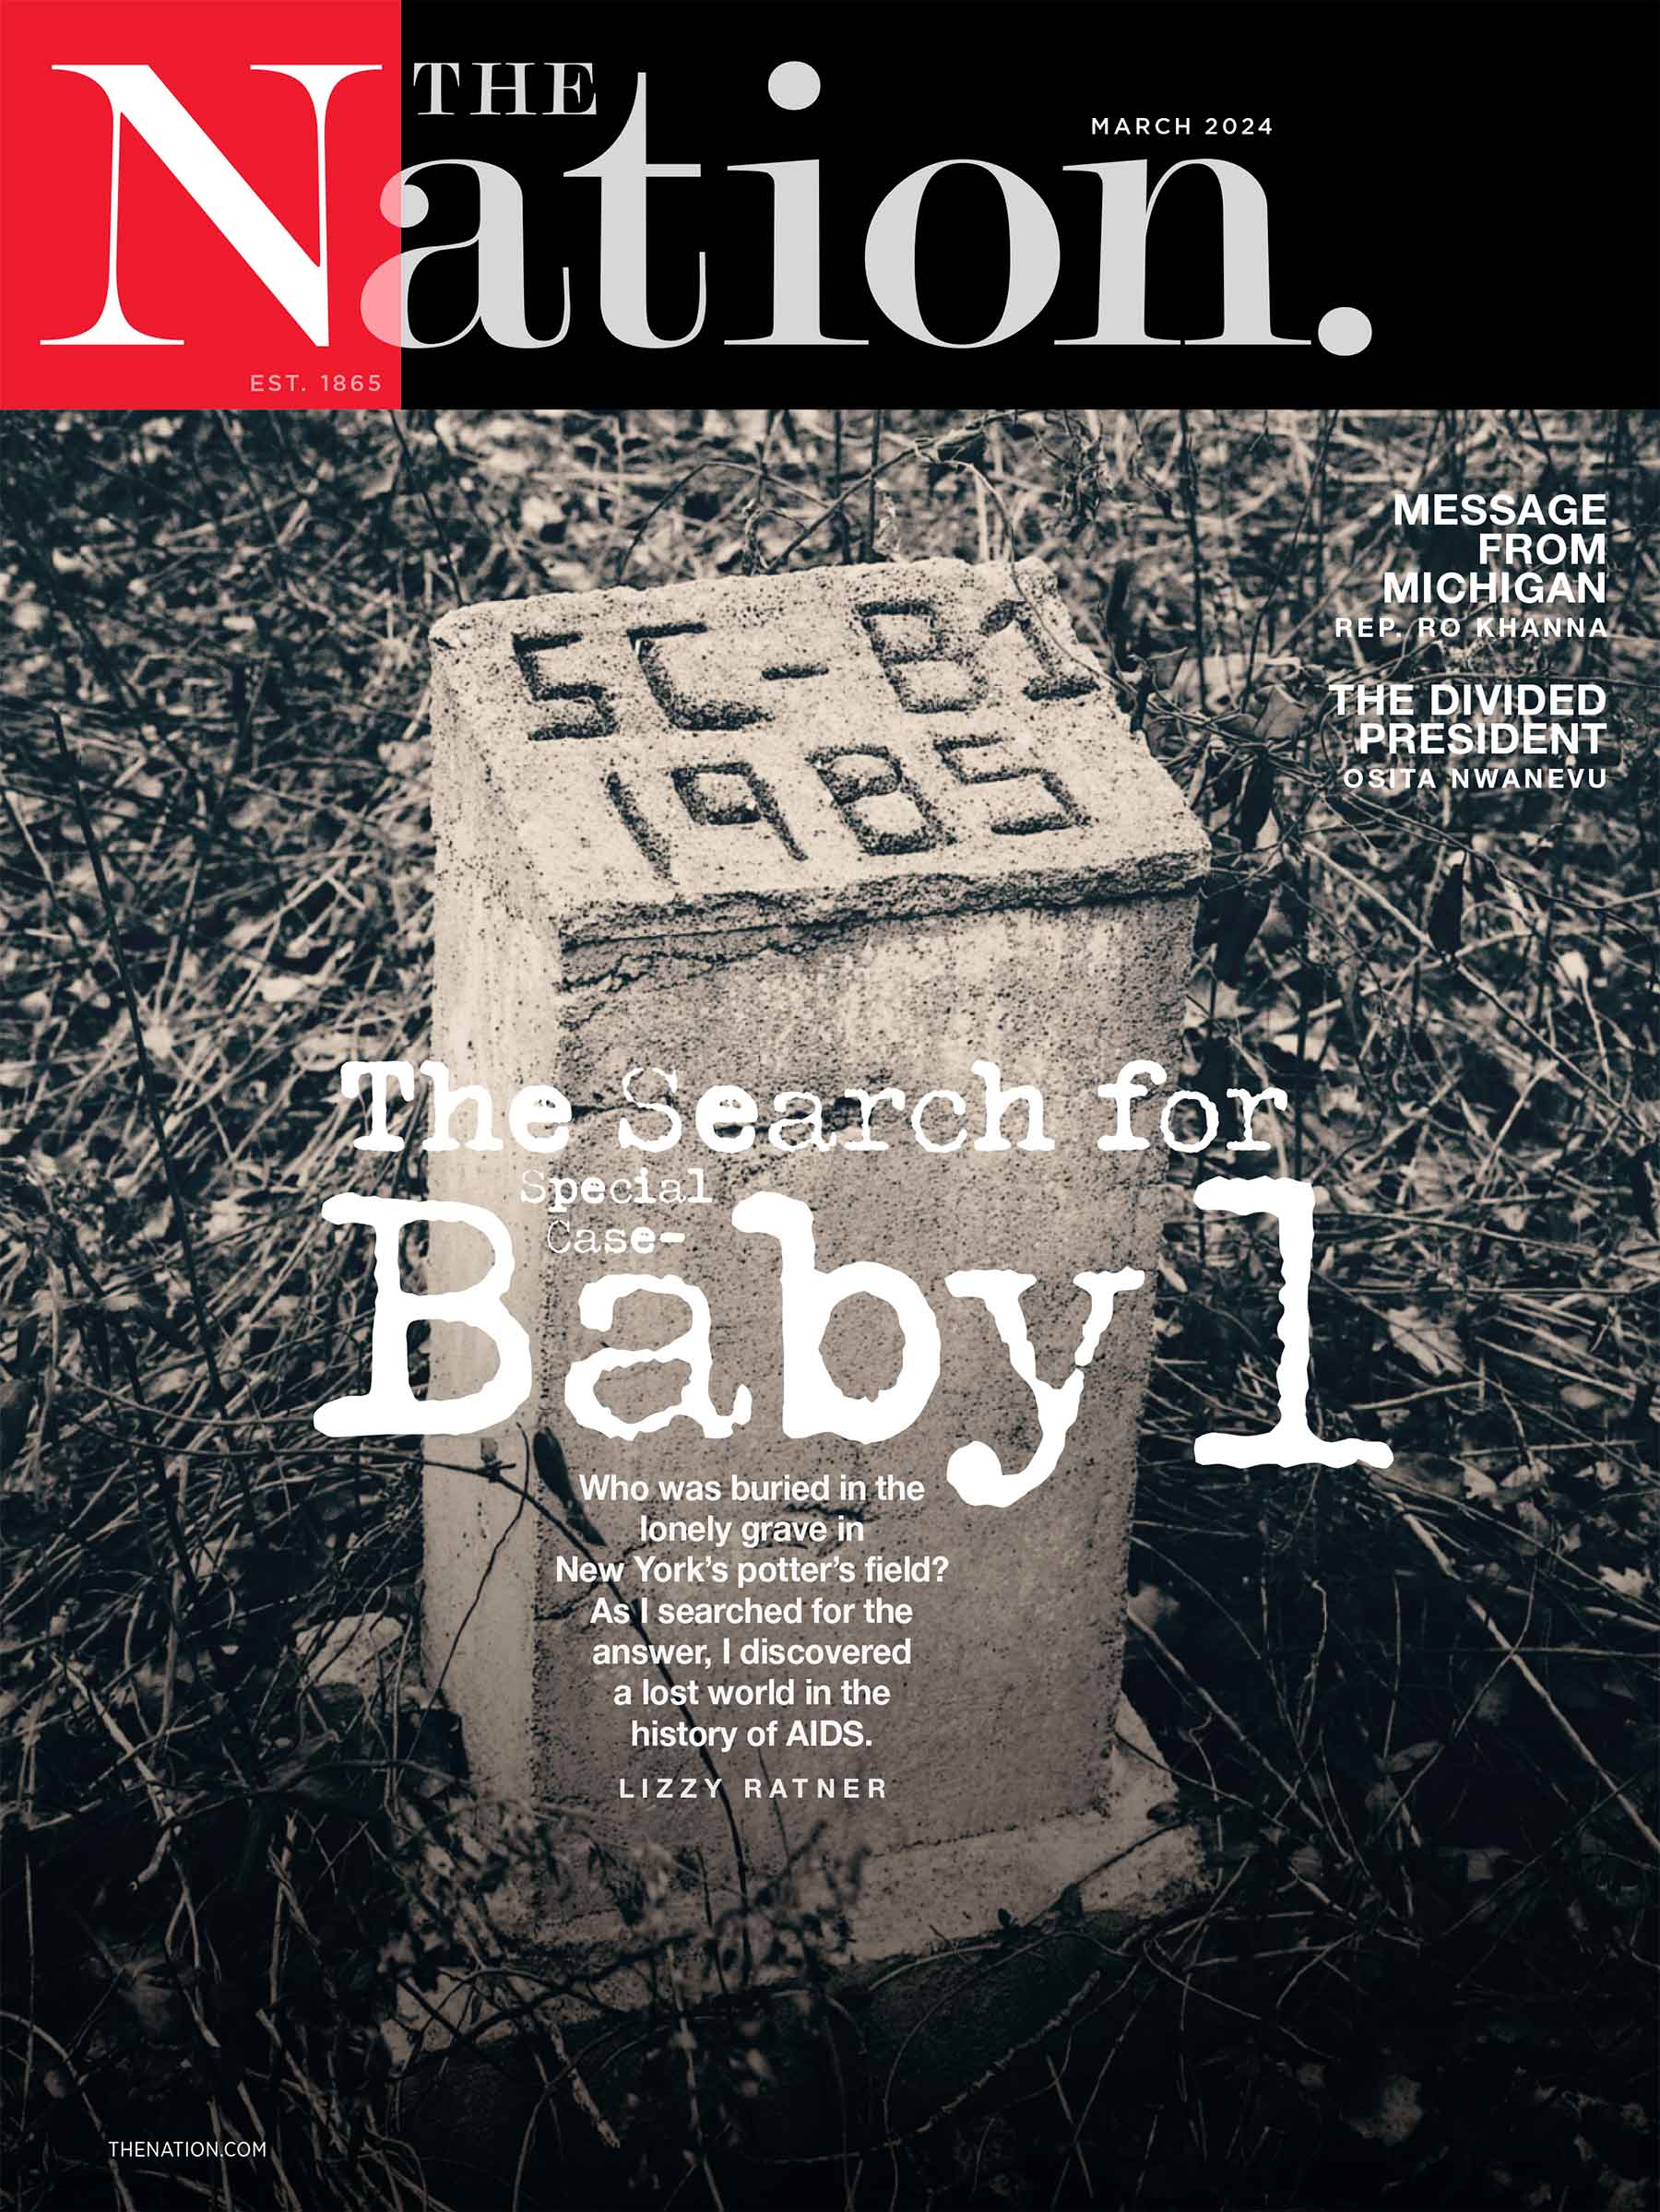 THE
Nation.
MARCH 2024
EST. 1865
MESSAGE
FROM
MICHIGAN
REP. RO KHANNA
THE DIVIDED
PRESIDENT
OSITA NWANEVU
SC-B1
1985
The Search for
Special
Case-
Baby 1
Who was buried in the
lonely grave in
New York’s potter’s field?
As I searched for the
answer, I discovered
a lost world in the
history of AIDS.
LIZZY RATNER
THENATION.COM